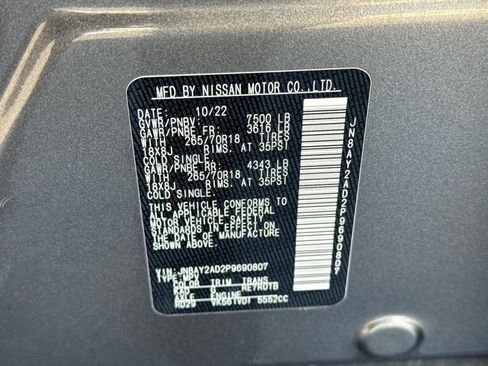 MFD BY NISSAN MOTOR CO.,LTD.
DATE: 10/22
GVWR/PNBV: 7500 LB
GAWR/PNBE FR: 3616 LB
WITH 265/70R18 TIRES
18X8J RIMS, AT 35PSI
COLD SINGLE
GAWR/PNBE RR: 4343 LB
WITH 265/70R18 TIRES
18X8J RIMS, AT 35PSI
COLD SINGLE
THIS VEHICLE CONFORMS TO
ALL APPLICABLE FEDERAL
MOTOR VEHICLE SAFETY
STANDARDS IN EFFECT ON
THE DATE OF MANUFACTURE
SHOWN ABOVE.
VIN: JN8AY2AD2P9690807
TYPE: MPV
COLOR TRIM TRANS
KAD G RE7R01B
AXLE ENGINE
RD29 VK56(VD) 5552CC
JN8AY2AD2P9690807